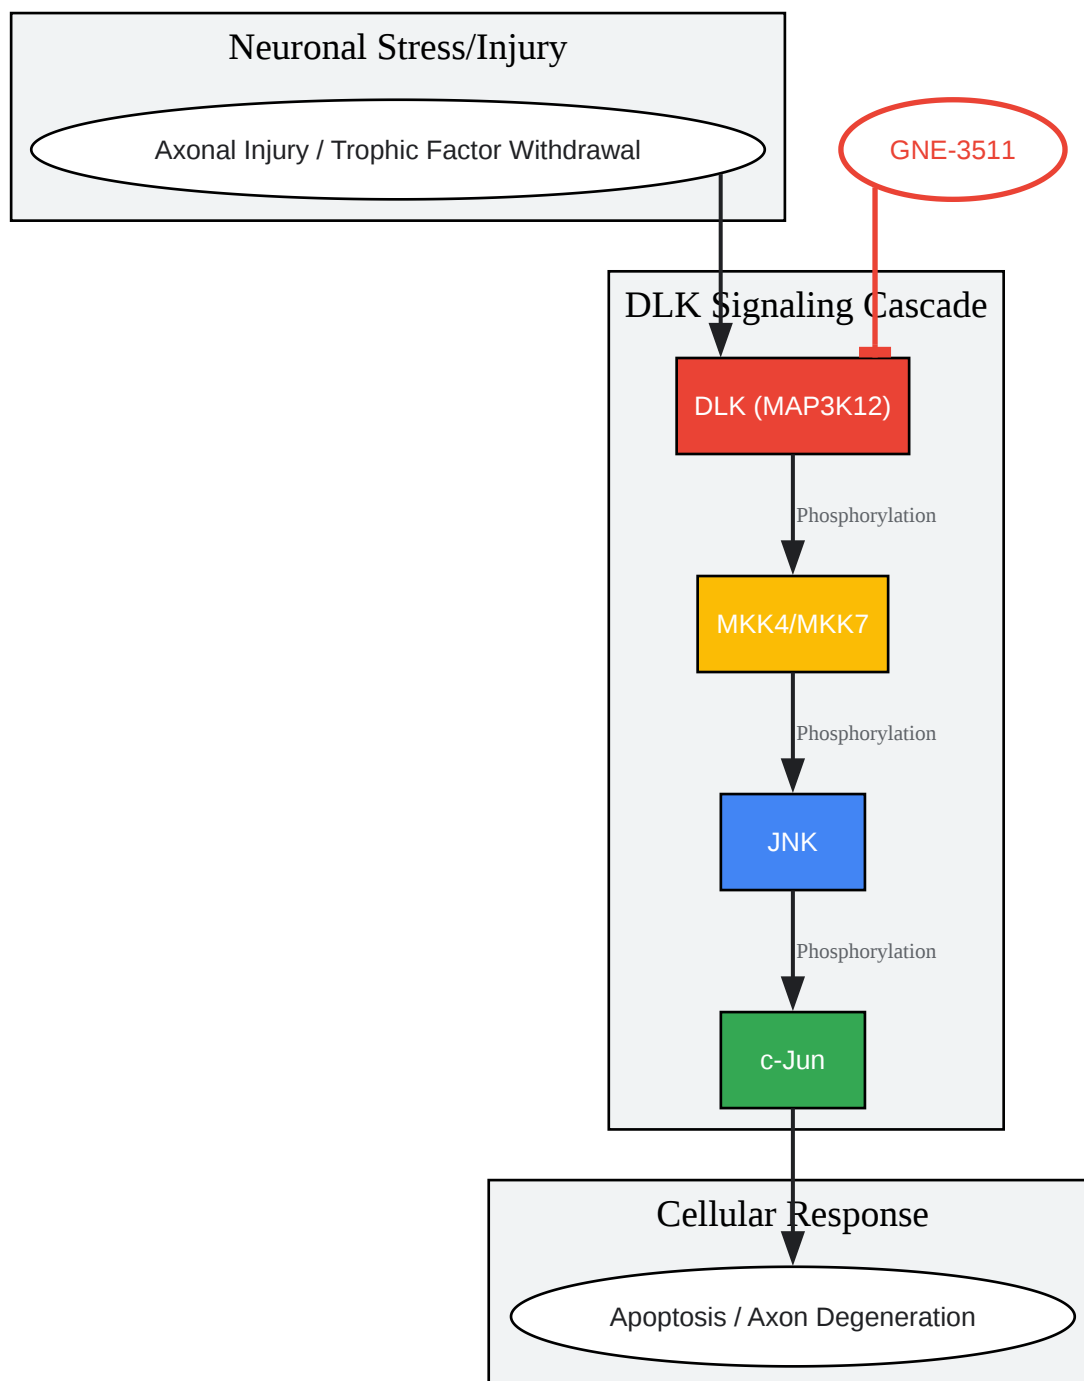 Neuronal Stress/Injury
Axonal Injury / Trophic Factor Withdrawal
GNE-3511
DLK Signaling Cascade
DLK (MAP3K12)
Phosphorylation
MKK4/MKK7
Phosphorylation
JNK
Phosphorylation
c-Jun
Cellular Response
Apoptosis / Axon Degeneration